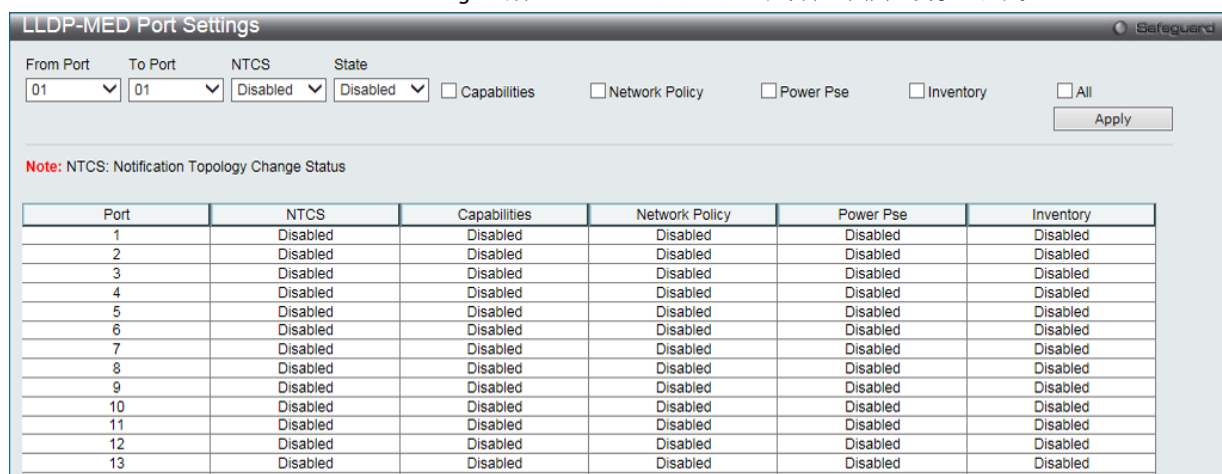 LLDP-MED Port Settings
Safeguard
From Port To Port NTCS State
01 01 Disabled Disabled Capabilities Network Policy Power Pse Inventory All
Apply
Note: NTCS: Notification Topology Change Status
Port NTCS Capabilities Network Policy Power Pse Inventory
1 Disabled Disabled Disabled Disabled Disabled
2 Disabled Disabled Disabled Disabled Disabled
3 Disabled Disabled Disabled Disabled Disabled
4 Disabled Disabled Disabled Disabled Disabled
5 Disabled Disabled Disabled Disabled Disabled
6 Disabled Disabled Disabled Disabled Disabled
7 Disabled Disabled Disabled Disabled Disabled
8 Disabled Disabled Disabled Disabled Disabled
9 Disabled Disabled Disabled Disabled Disabled
10 Disabled Disabled Disabled Disabled Disabled
11 Disabled Disabled Disabled Disabled Disabled
12 Disabled Disabled Disabled Disabled Disabled
13 Disabled Disabled Disabled Disabled Disabled